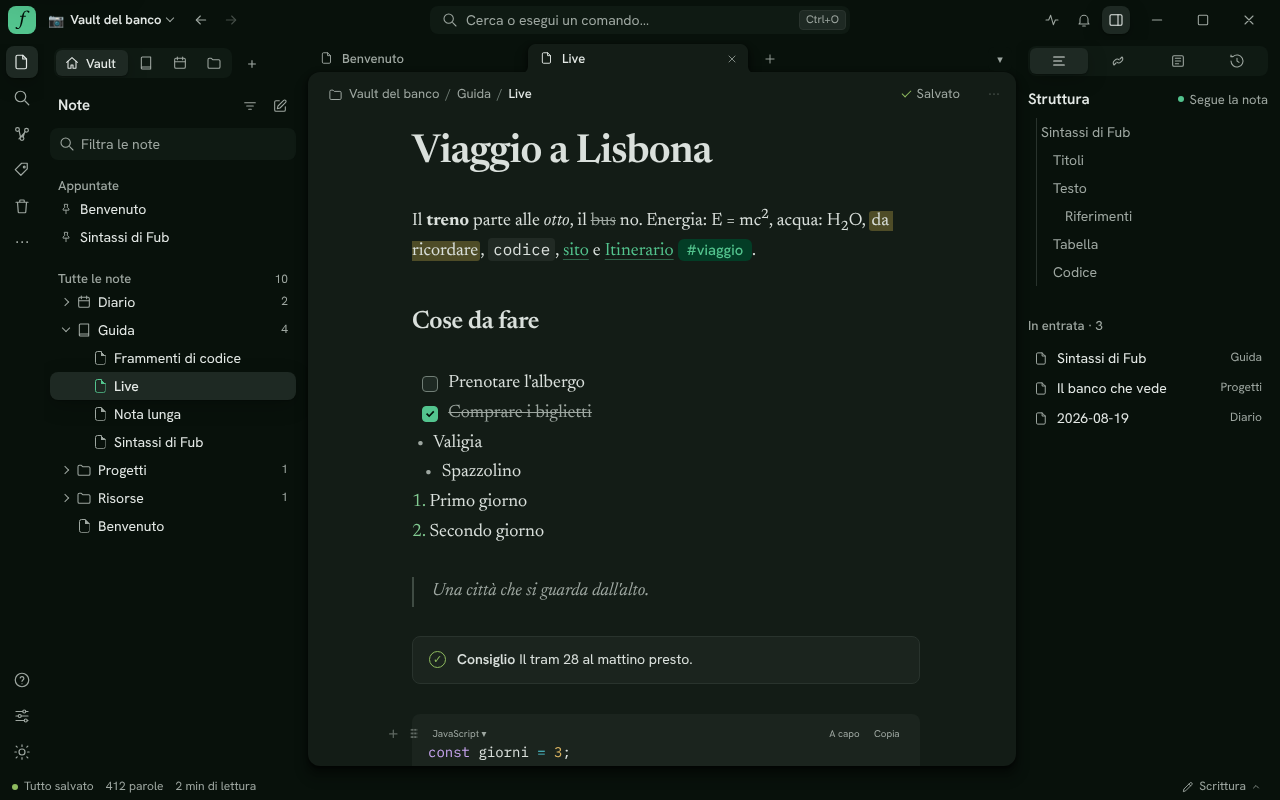 f Vault del banco
Cerca o esegui un comando... Ctrl+O
Vault
Benvenuto
Live
Note
Filtra le note
Appuntate
Benvenuto
Sintassi di Fub
Tutte le note 10
Diario 2
Guida 4
Frammenti di codice
Live
Nota lunga
Sintassi di Fub
Progetti 1
Risorse 1
Benvenuto
Vault del banco / Guida / Live
Salvato
Viaggio a Lisbona
Il treno parte alle otto, il bus no. Energia: E = mc², acqua: H₂O, da
ricordare, codice, sito e Itinerario #viaggio.
Cose da fare
Prenotare l'albergo
Comprare i biglietti
• Valigia
• Spazzolino
1. Primo giorno
2. Secondo giorno
Una città che si guarda dall'alto.
Consiglio Il tram 28 al mattino presto.
JavaScript ▾ A capo Copia
const giorni = 3;
Struttura Segue la nota
Sintassi di Fub
Titoli
Testo
Riferimenti
Tabella
Codice
In entrata · 3
Sintassi di Fub Guida
Il banco che vede Progetti
2026-08-19 Diario
Tutto salvato 412 parole 2 min di lettura
Scrittura